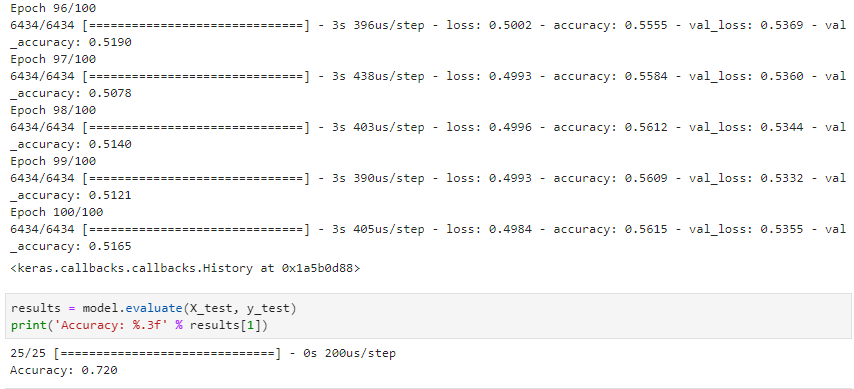 Epoch 96/100
6434/6434 [==============================] - 3s 396us/step - loss: 0.5002 - accuracy: 0.5555 - val_loss: 0.5369 - val
_accuracy: 0.5190
Epoch 97/100
6434/6434 [==============================] - 3s 438us/step - loss: 0.4993 - accuracy: 0.5584 - val_loss: 0.5360 - val
_accuracy: 0.5078
Epoch 98/100
6434/6434 [==============================] - 3s 403us/step - loss: 0.4996 - accuracy: 0.5612 - val_loss: 0.5344 - val
_accuracy: 0.5140
Epoch 99/100
6434/6434 [==============================] - 3s 390us/step - loss: 0.4993 - accuracy: 0.5609 - val_loss: 0.5332 - val
_accuracy: 0.5121
Epoch 100/100
6434/6434 [==============================] - 3s 405us/step - loss: 0.4984 - accuracy: 0.5615 - val_loss: 0.5355 - val
_accuracy: 0.5165
<keras.callbacks.callbacks.History at 0x1a5b0d88>
results = model.evaluate(X_test, y_test)
print('Accuracy: %.3f' % results[1])
25/25 [==============================] - 0s 200us/step
Accuracy: 0.720